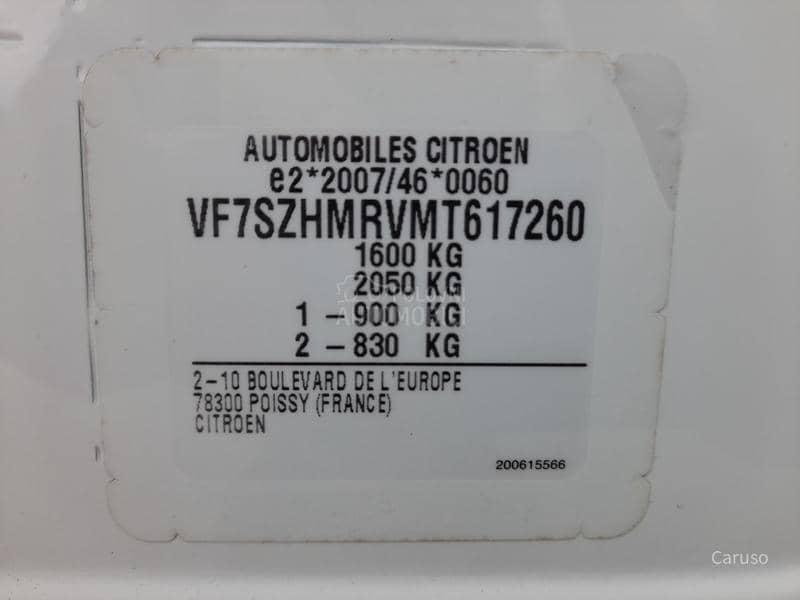 AUTOMOBILES CITROEN
e2*2007/46*0060
VF7SZHMRVMT617260
1600 KG
2050 KG
1 -900 KG
2 -830 KG
2-10 BOULEVARD DE L'EUROPE
78300 POISSY (FRANCE)
CITROEN
200615566
Caruso